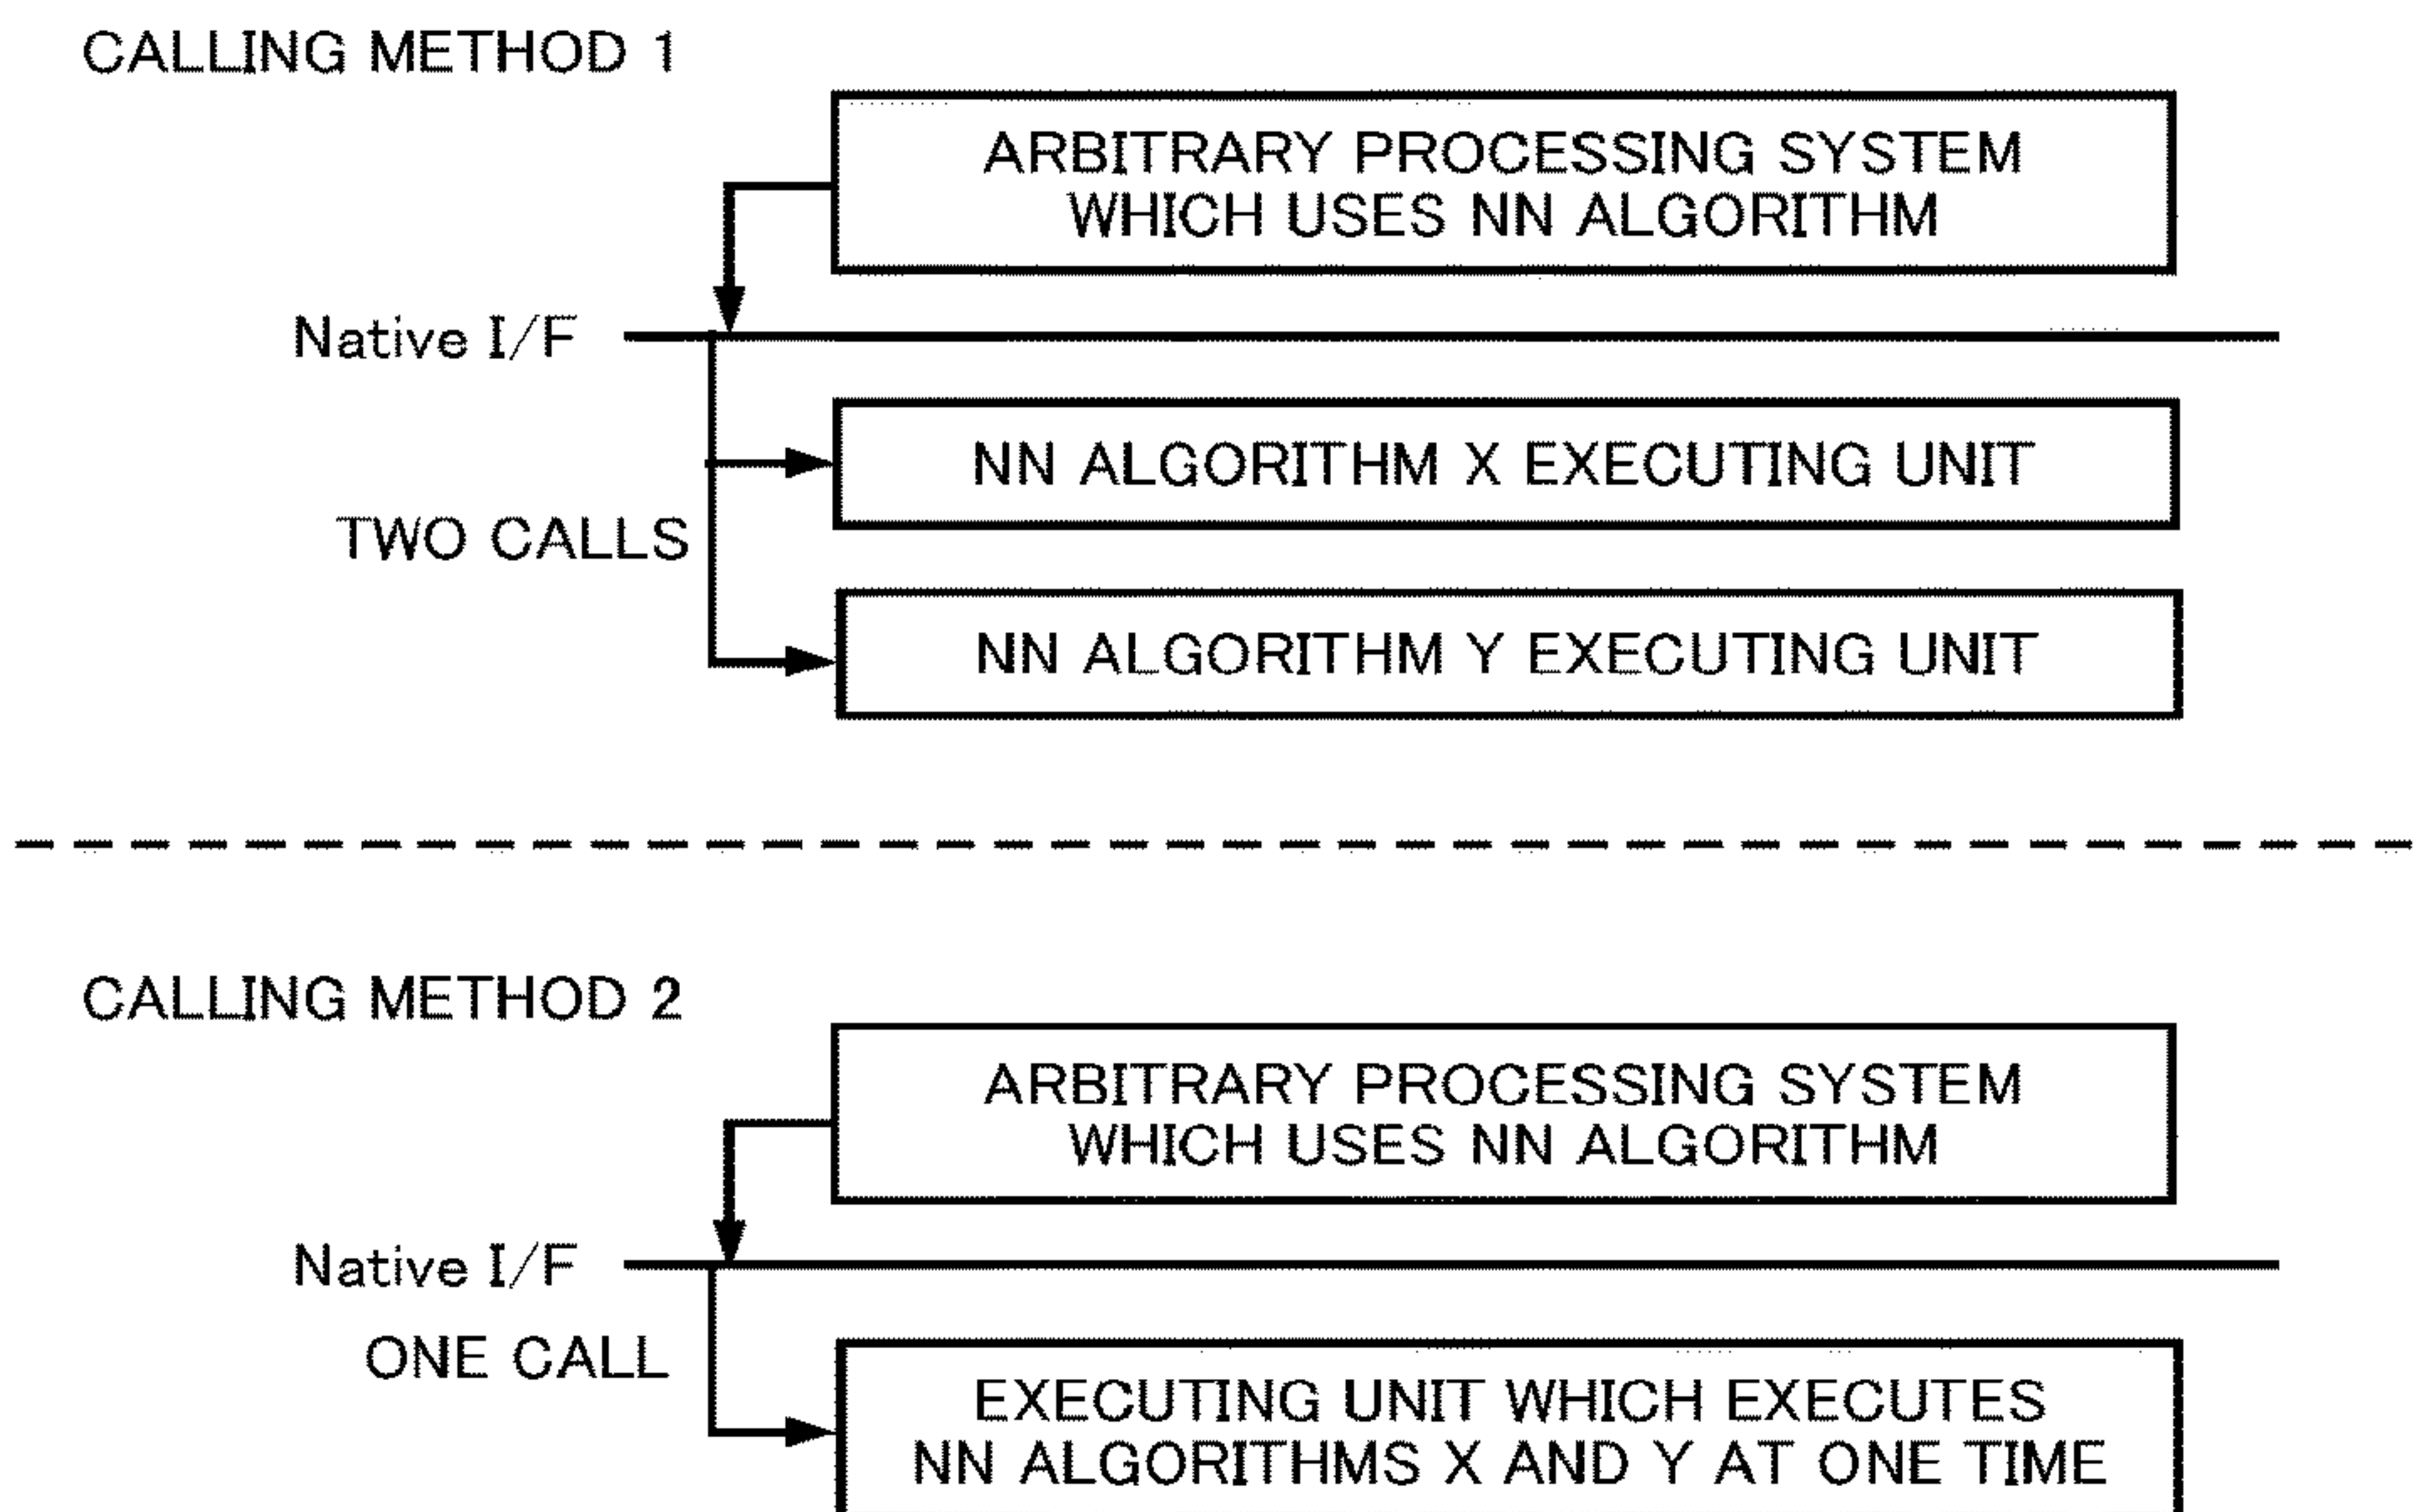 CALLING METHOD 1
ARBITRARY PROCESSING SYSTEM
WHICH USES NN ALGORITHM
Native I/F
NN ALGORITHM X EXECUTING UNIT
TWO CALLS
NN ALGORITHM Y EXECUTING UNIT
CALLING METHOD 2
ARBITRARY PROCESSING SYSTEM
WHICH USES NN ALGORITHM
Native I/F
ONE CALL
EXECUTING UNIT WHICH EXECUTES
NN ALGORITHMS X AND Y AT ONE TIME